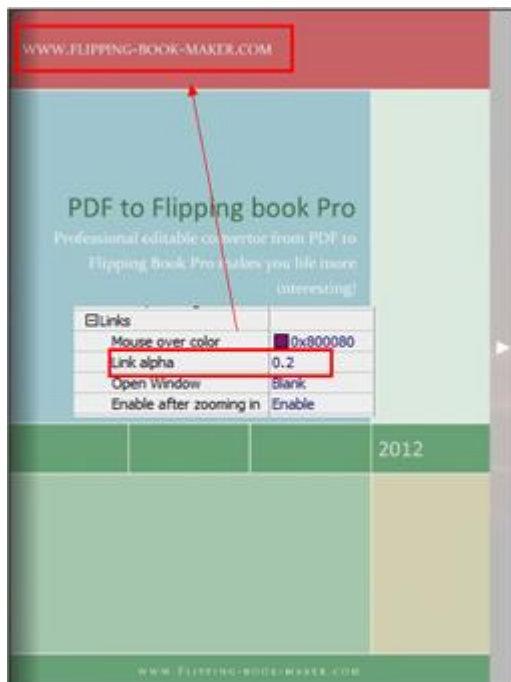 WWW.FLIPPING-BOOK-MAKER.COM
PDF to Flipping book Pro
Professional editable convertor from PDF to
Flipping Book Pro makes you life more
interesting!
Links
Mouse over color 0x800080
Link alpha 0.2
Open Window Blank
Enable after zooming in Enable
2012
WWW.FLIPPING-BOOK-MAKER.COM